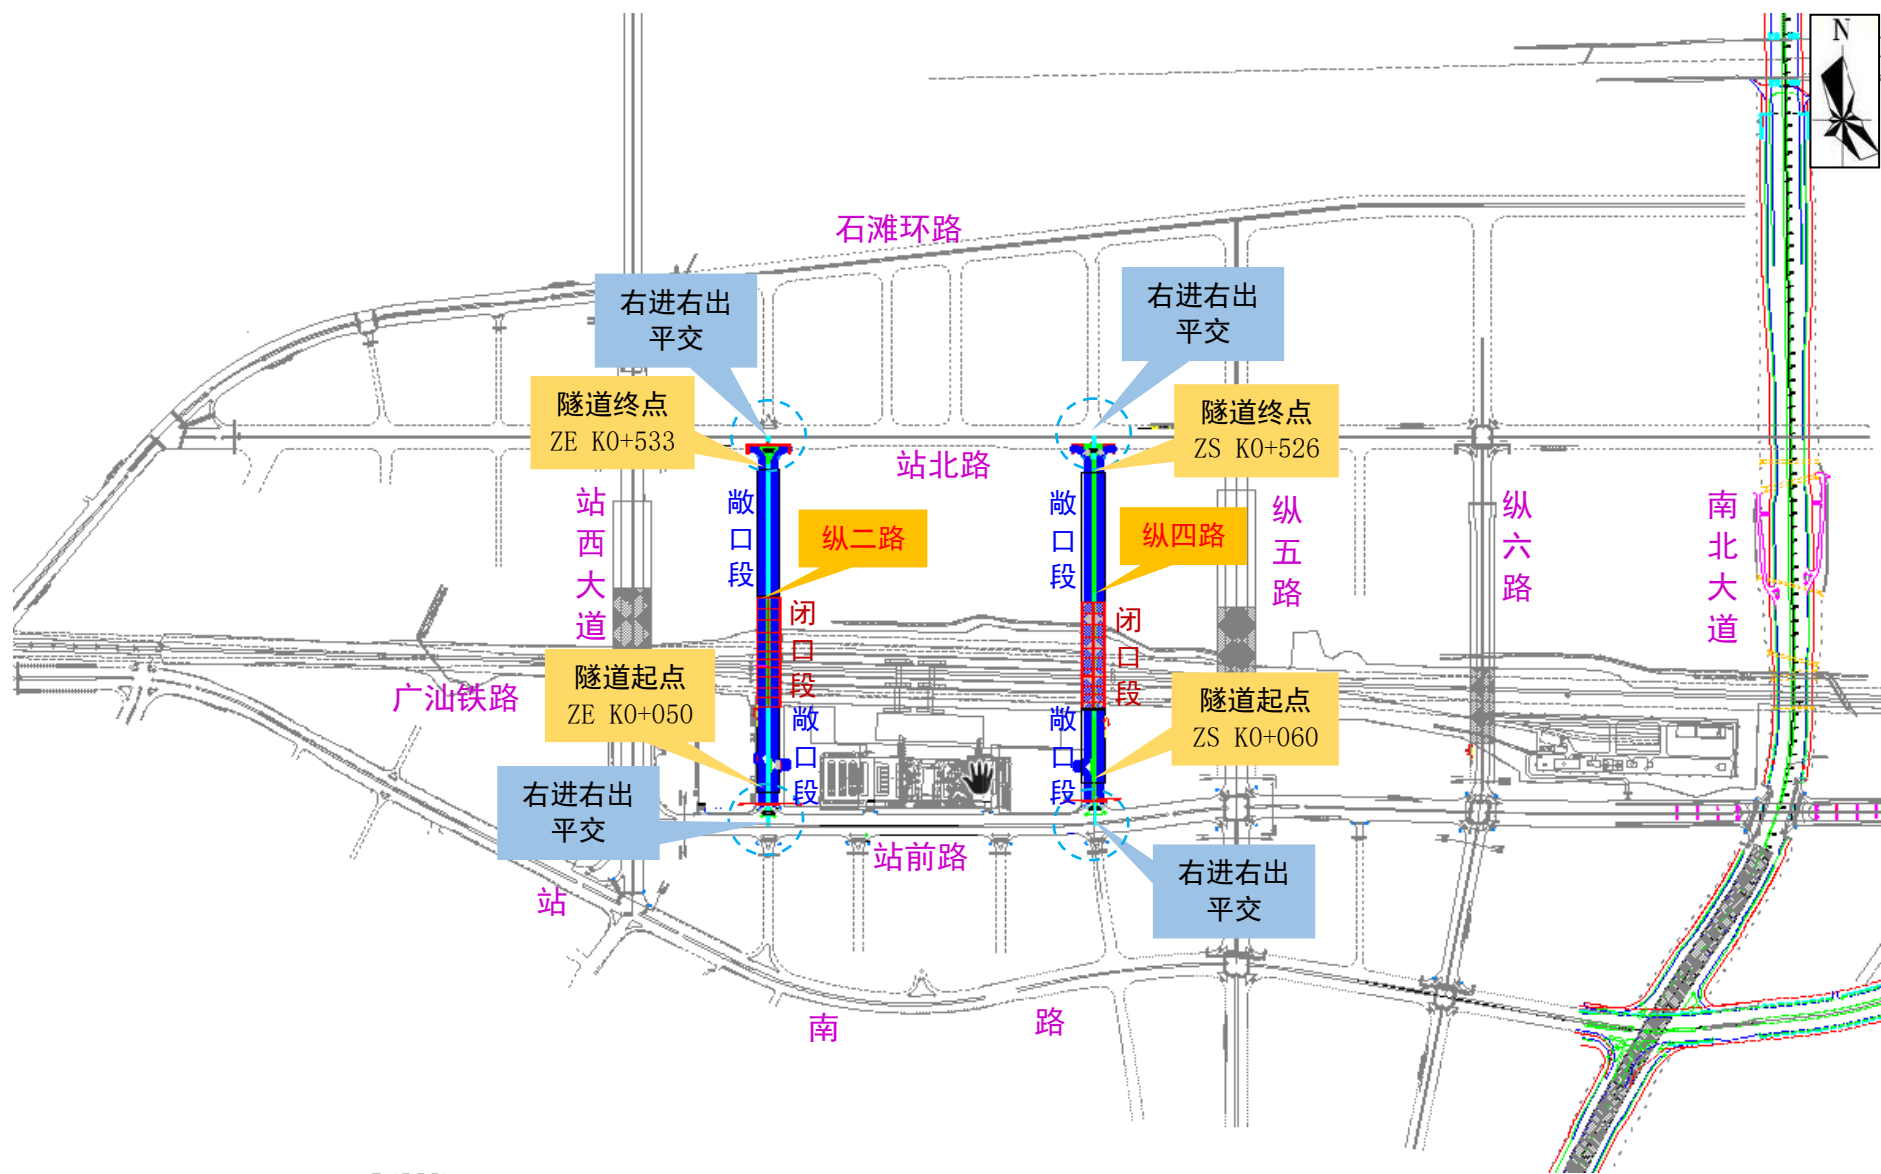 N
石滩环路
右进右出
平交
右进右出
平交
隧道终点
ZE K0+533
隧道终点
ZS K0+526
站北路
站西大道
敞口段
纵二路
敞口段
纵四路
纵五路
纵六路
南北大道
闭口段
闭口段
广汕铁路
隧道起点
ZE K0+050
隧道起点
ZS K0+060
敞口段
敞口段
右进右出
平交
站前路
右进右出
平交
站南路